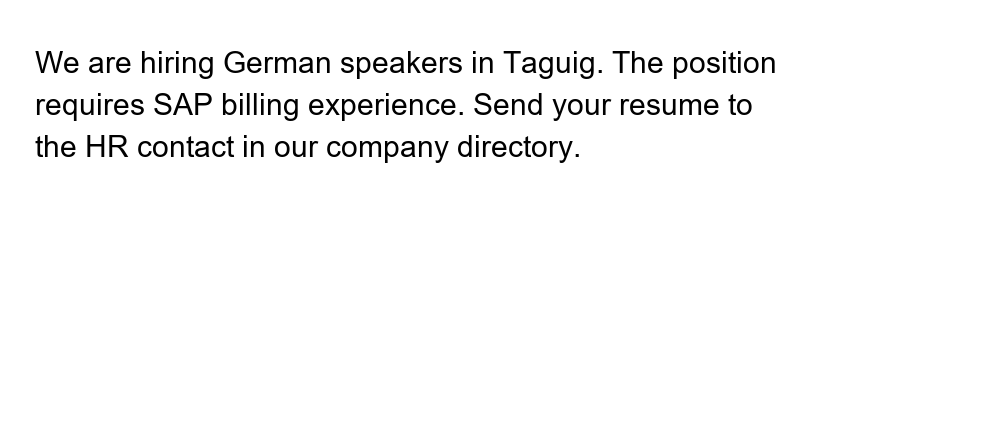 We are hiring German speakers in Taguig. The position
requires SAP billing experience. Send your resume to
the HR contact in our company directory.